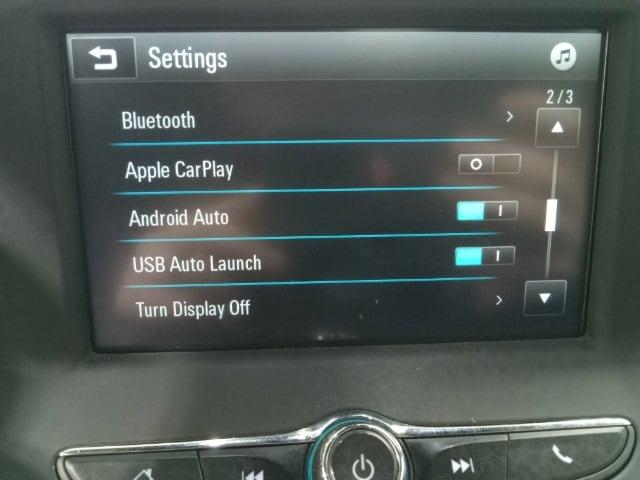 Settings
2/3
Bluetooth
Apple CarPlay
Android Auto
USB Auto Launch
Turn Display Off